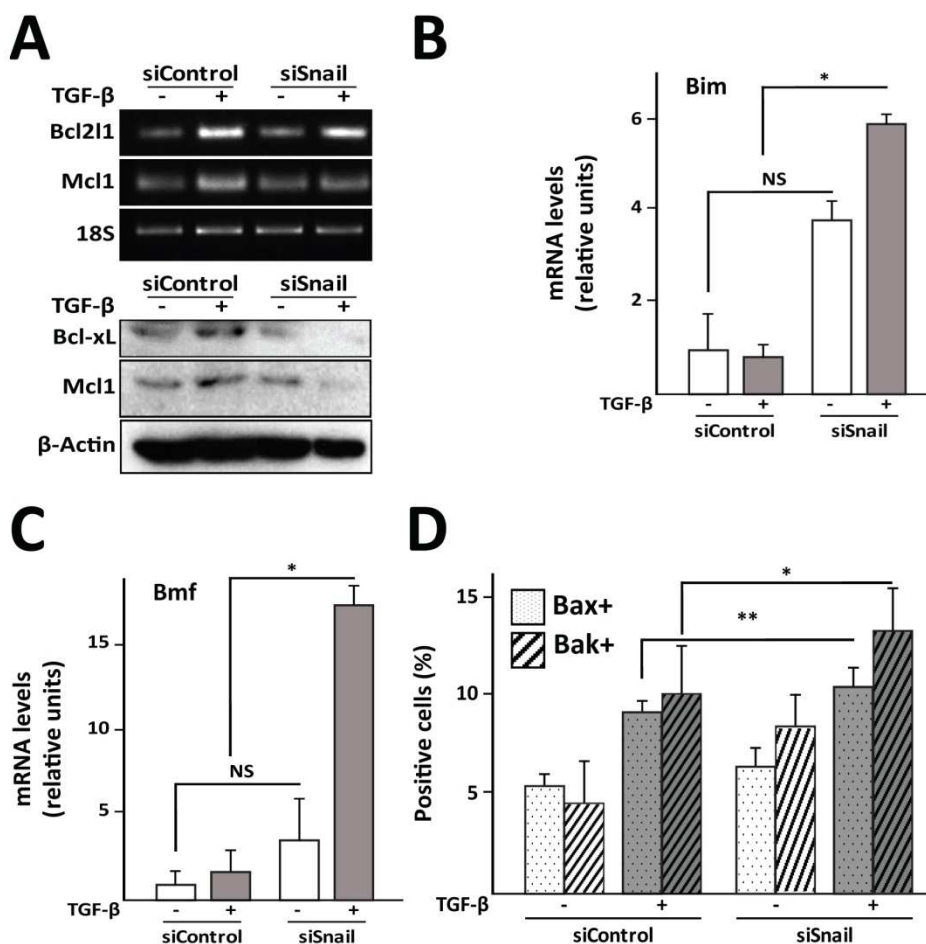 A
siControl siSnail
TGF-β - + - +
Bcl2l1
Mcl1
18S
siControl siSnail
TGF-β - + - +
Bcl-xL
Mcl1
β-Actin
B
Bim
*
NS
mRNA levels
(relative units)
6
4
2
TGF-β - + - +
siControl siSnail
C
Bmf
*
NS
mRNA levels
(relative units)
15
10
5
TGF-β - + - +
siControl siSnail
D
Bax+
Bak+
*
**
Positive cells (%)
15
10
5
TGF-β - + - +
siControl siSnail